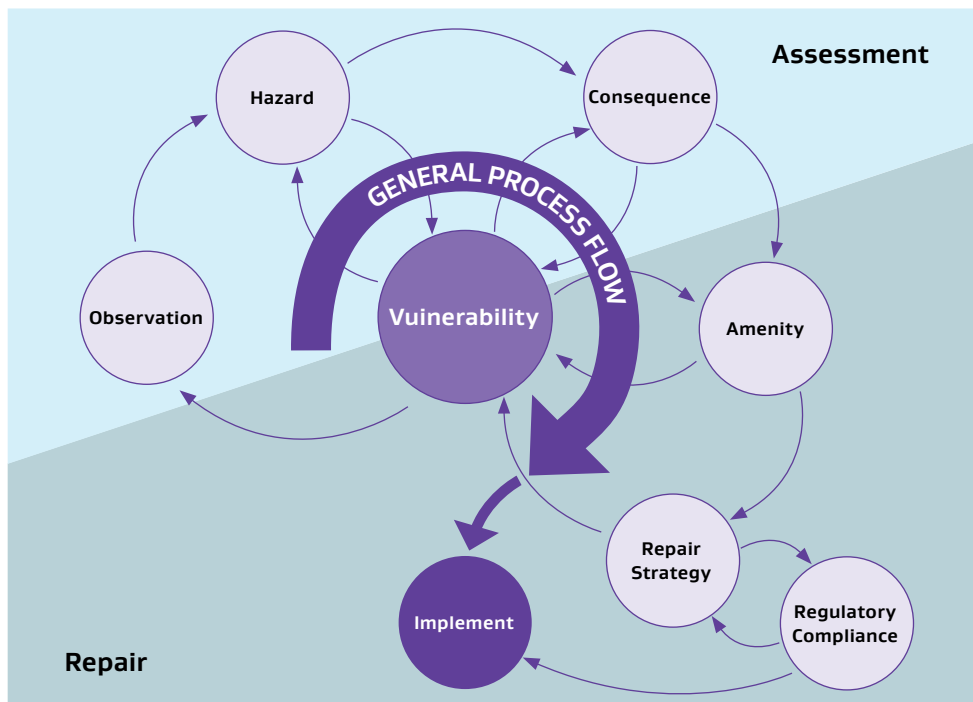 Assessment
Hazard
Consequence
GENERAL PROCESS FLOW
Observation
Vuinerability
Amenity
Repair
Strategy
Regulatory
Compliance
Implement
Repair